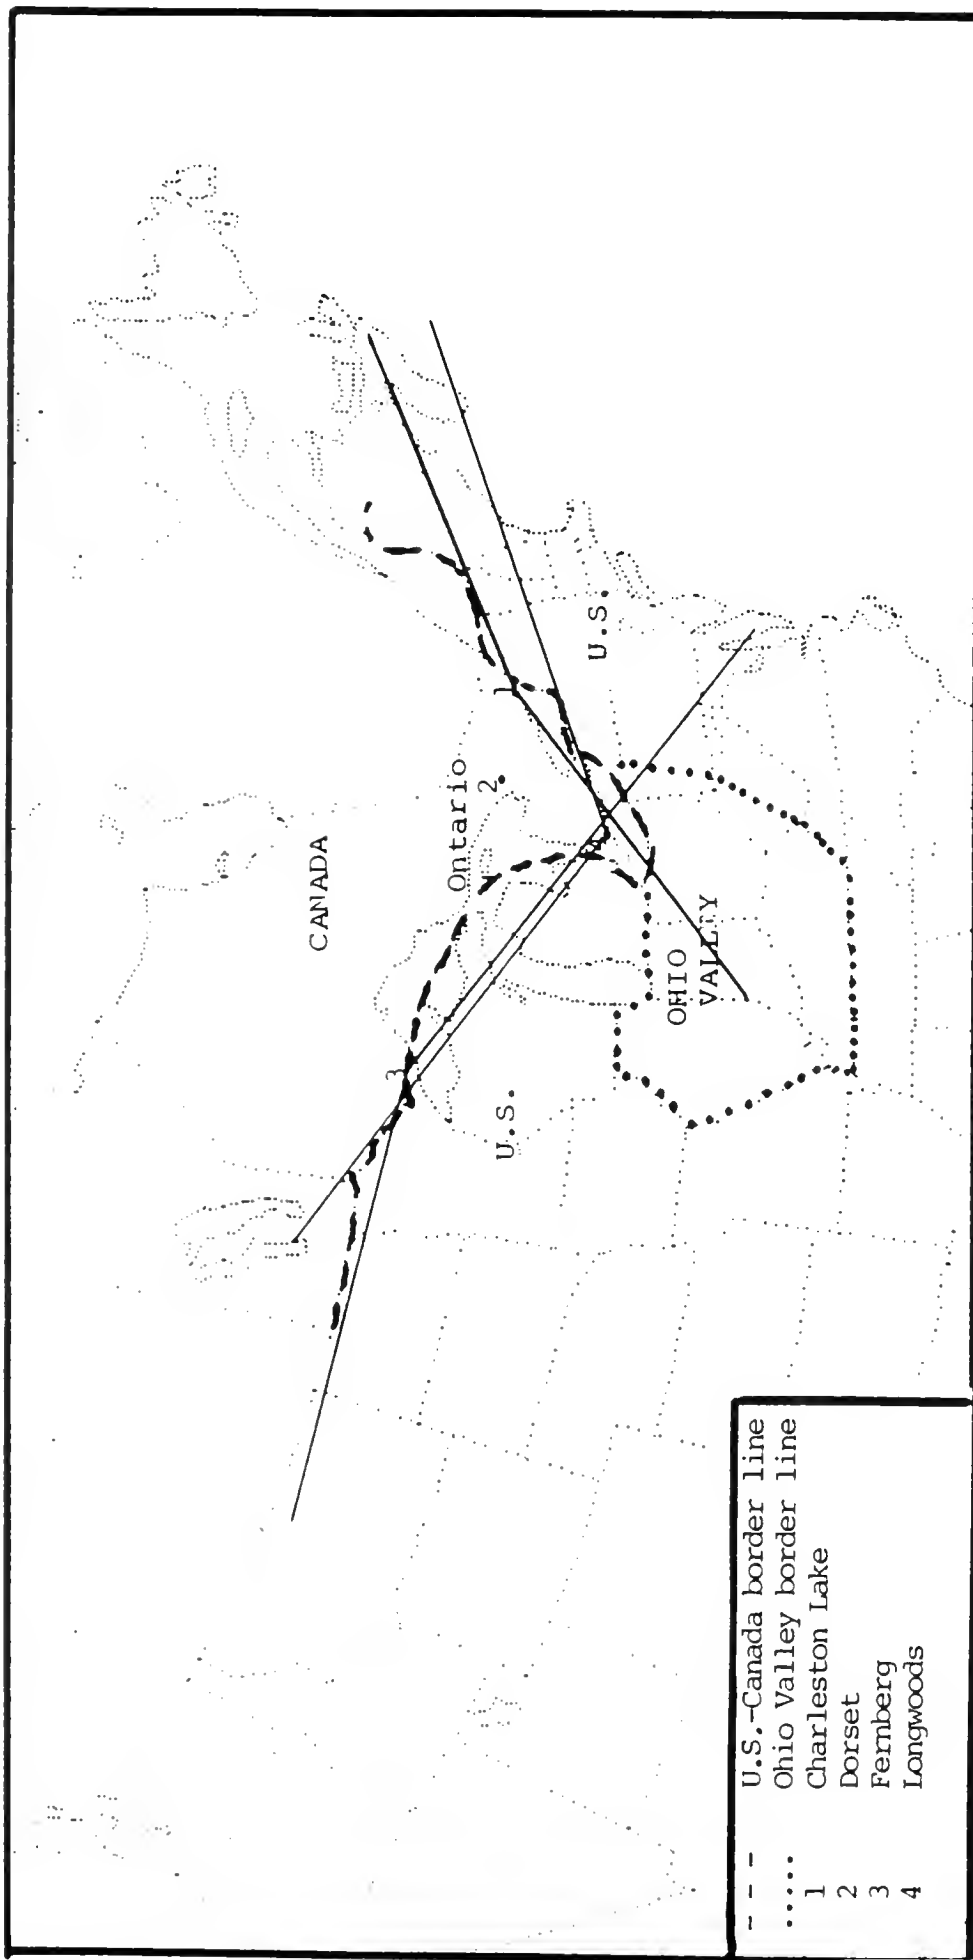 CANADA
Ontario
2.
1
3
U.S.
U.S.
OHIO
VALLEY
- - - U.S.-Canada border line
..... Ohio Valley border line
1 Charleston Lake
2 Dorset
3 Fernberg
4 Longwoods